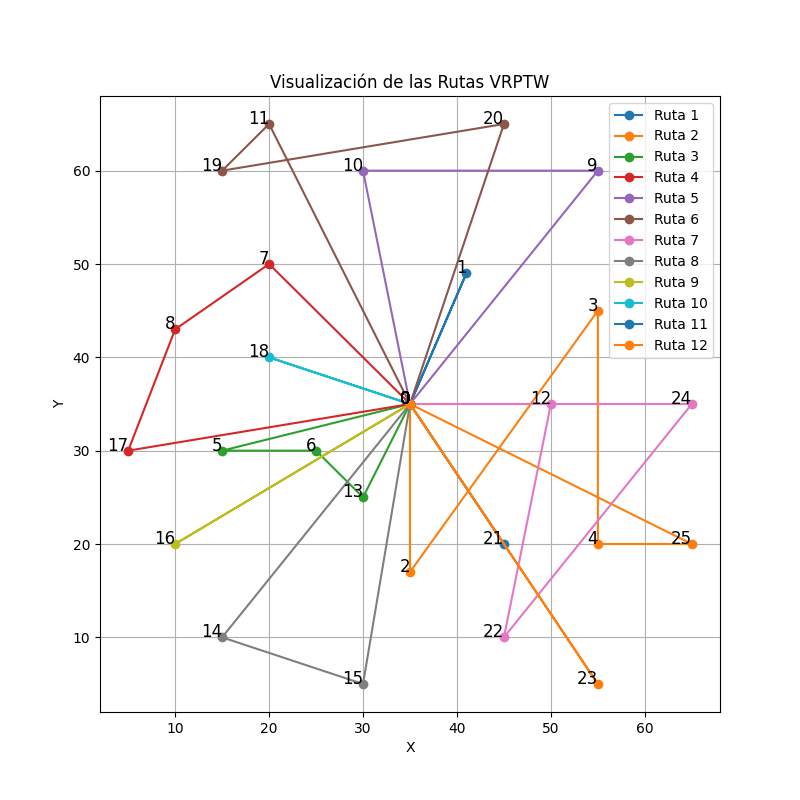 Visualización de las Rutas VRPTW
11
20
19
10
9
7
1
8
3
18
0
12
24
17
5
6
13
16
21
4
25
2
14
22
15
23
Ruta 1
Ruta 2
Ruta 3
Ruta 4
Ruta 5
Ruta 6
Ruta 7
Ruta 8
Ruta 9
Ruta 10
Ruta 11
Ruta 12
60
50
40
30
20
10
Y
10 20 30 40 50 60
X